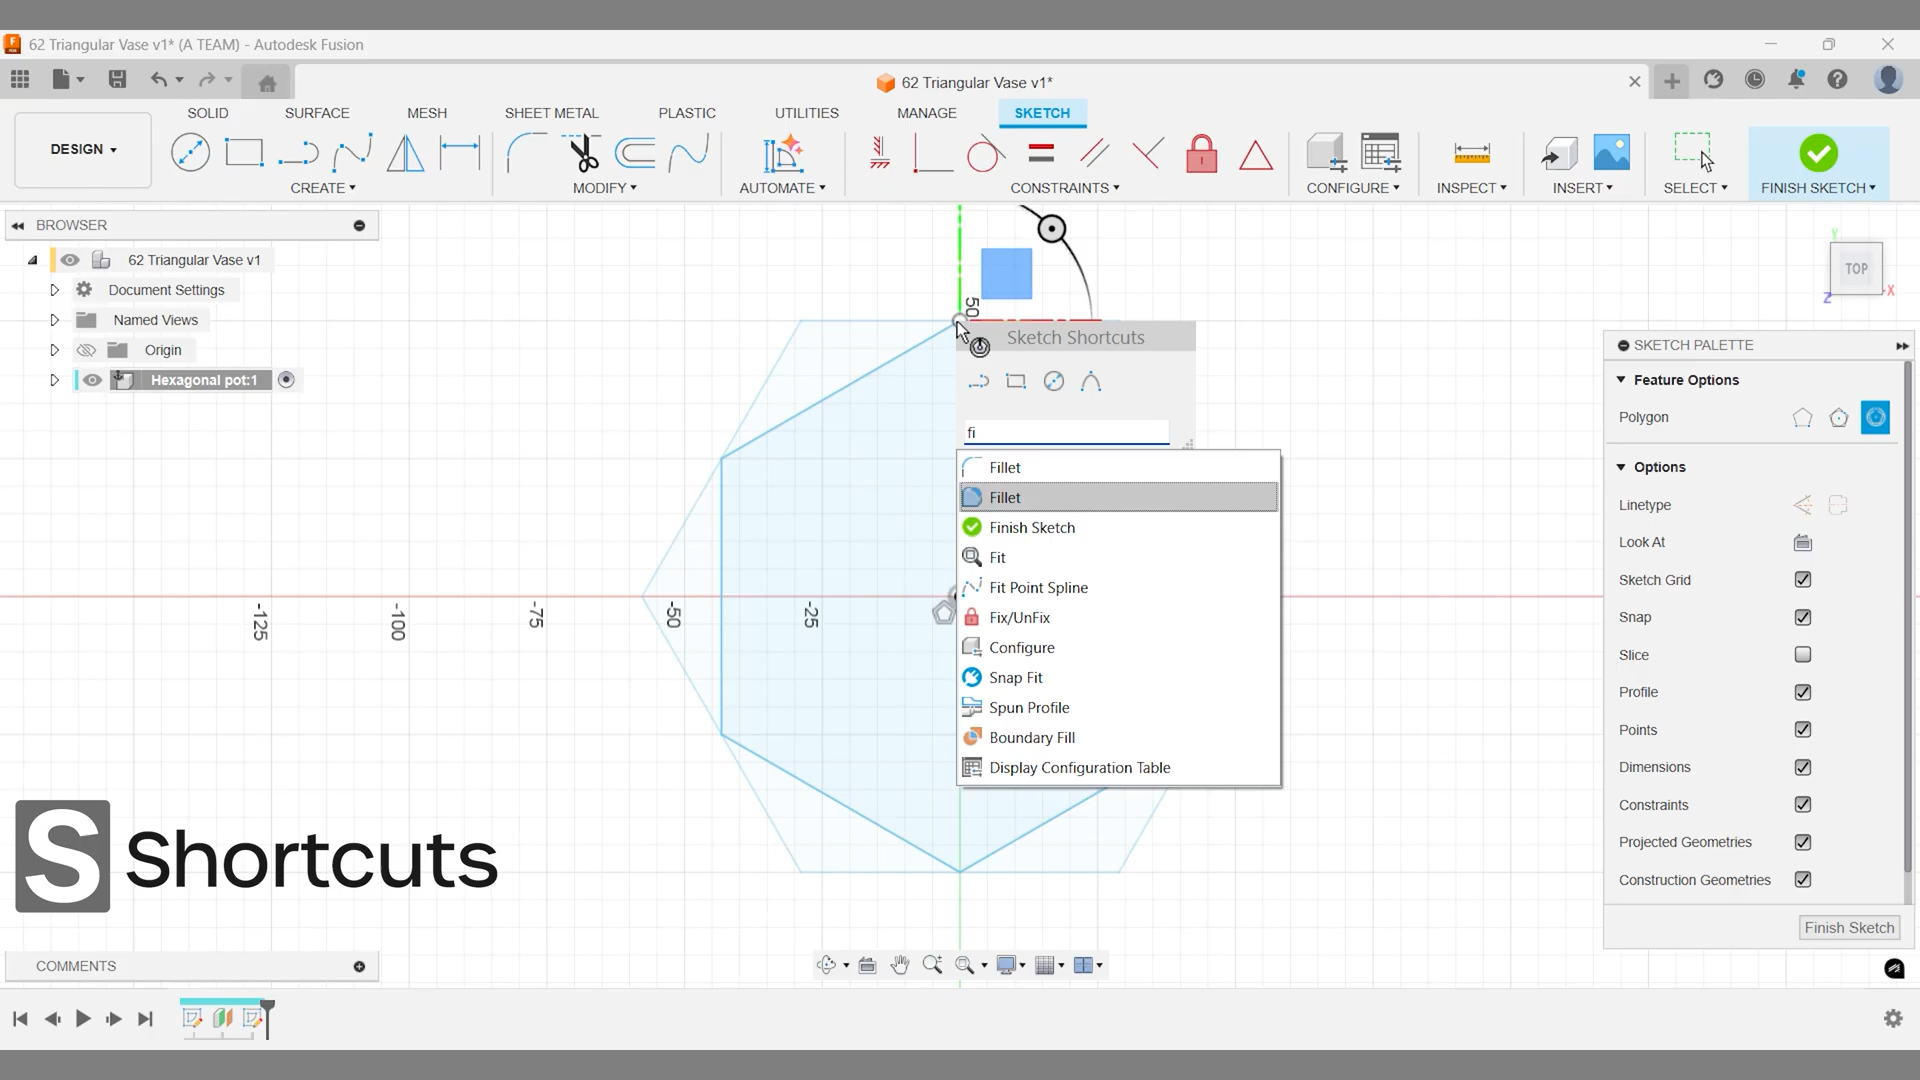 62 Triangular Vase v1* (A TEAM) - Autodesk Fusion
62 Triangular Vase v1*
SOLID SURFACE MESH SHEET METAL PLASTIC UTILITIES MANAGE SKETCH
DESIGN
CREATE MODIFY AUTOMATE CONSTRAINTS CONFIGURE INSPECT INSERT SELECT FINISH SKETCH
BROWSER
62 Triangular Vase v1
Document Settings
Named Views
Origin
Hexagonal pot:1
TOP
X
Y
Z
50
Sketch Shortcuts
fi
Fillet
Fillet
Finish Sketch
Fit
Fit Point Spline
Fix/UnFix
Configure
Snap Fit
Spun Profile
Boundary Fill
Display Configuration Table
-125 -100 -75 -50 -25
SKETCH PALETTE
Feature Options
Polygon
Options
Linetype
Look At
Sketch Grid
Snap
Slice
Profile
Points
Dimensions
Constraints
Projected Geometries
Construction Geometries
Finish Sketch
S Shortcuts
COMMENTS